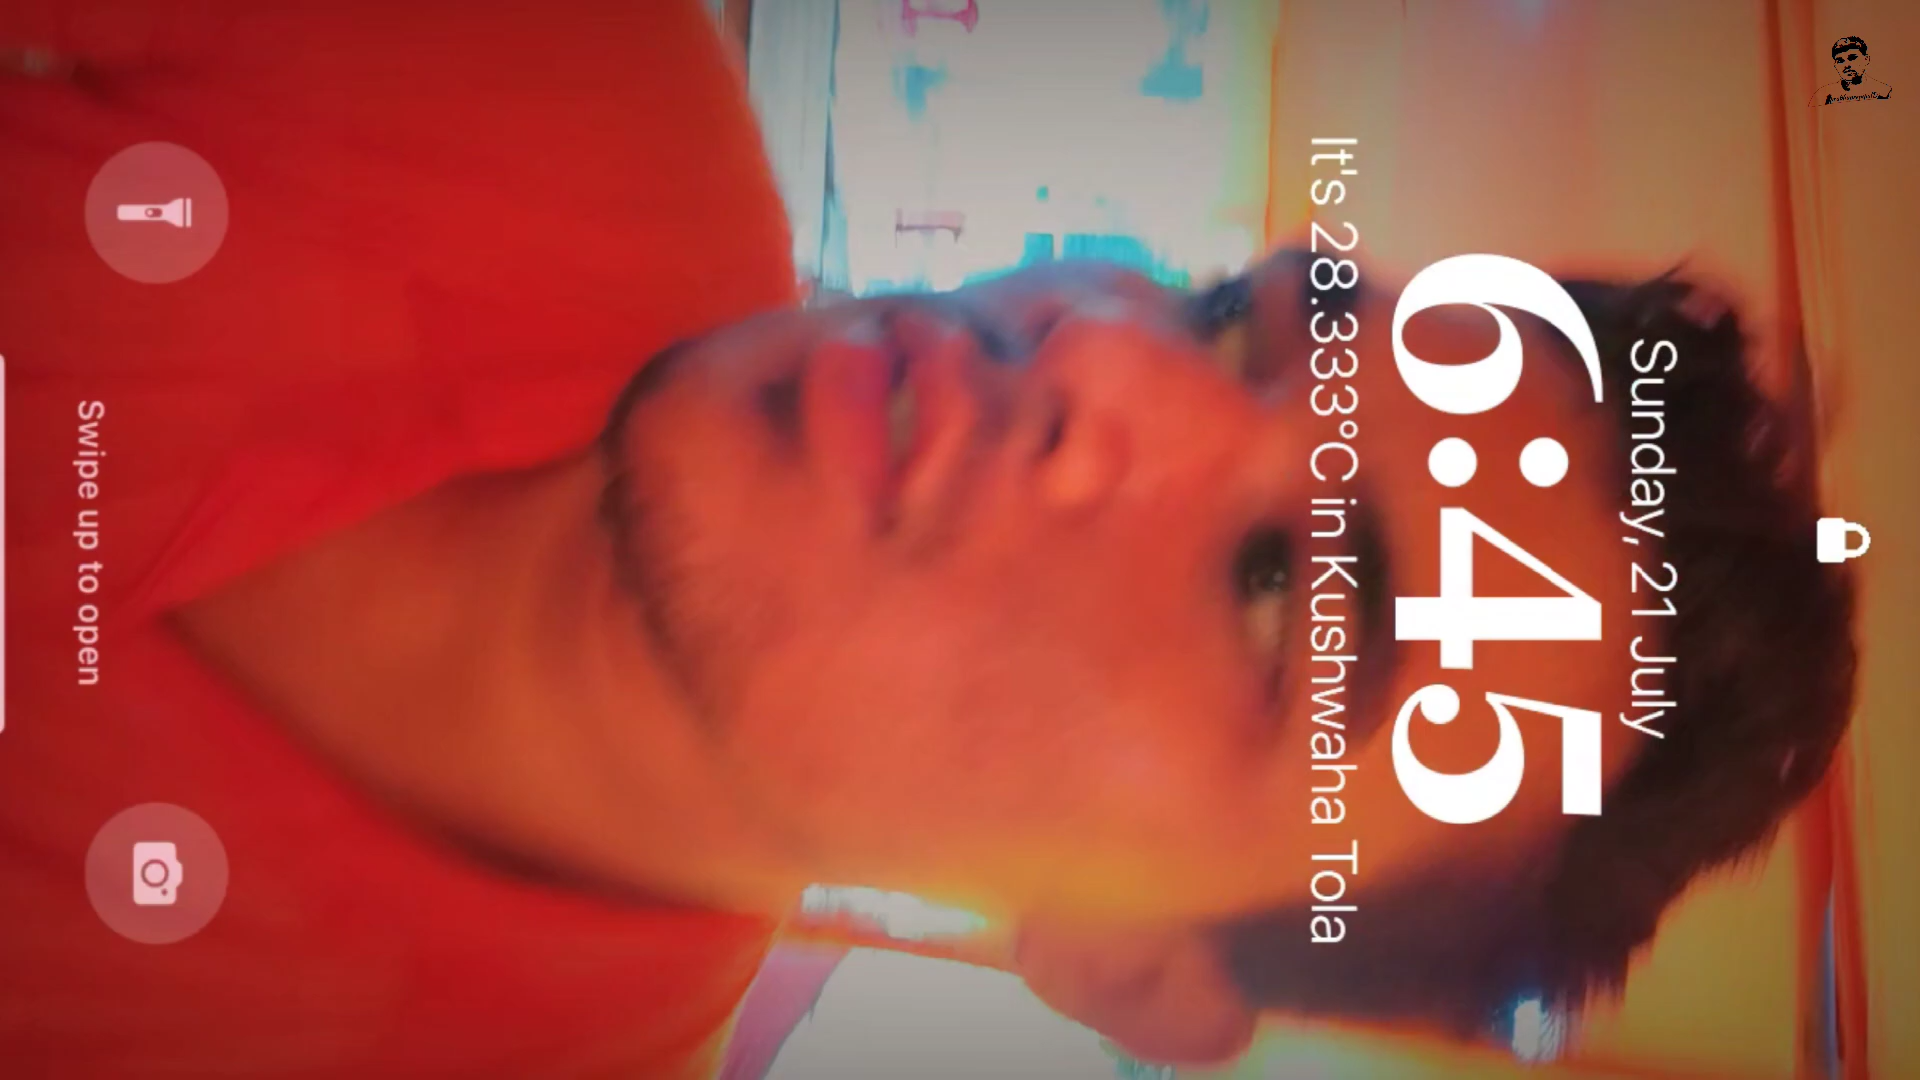 Sunday, 21 July
6:45
It's 28.333°C in Kushwaha Tola
Swipe up to open